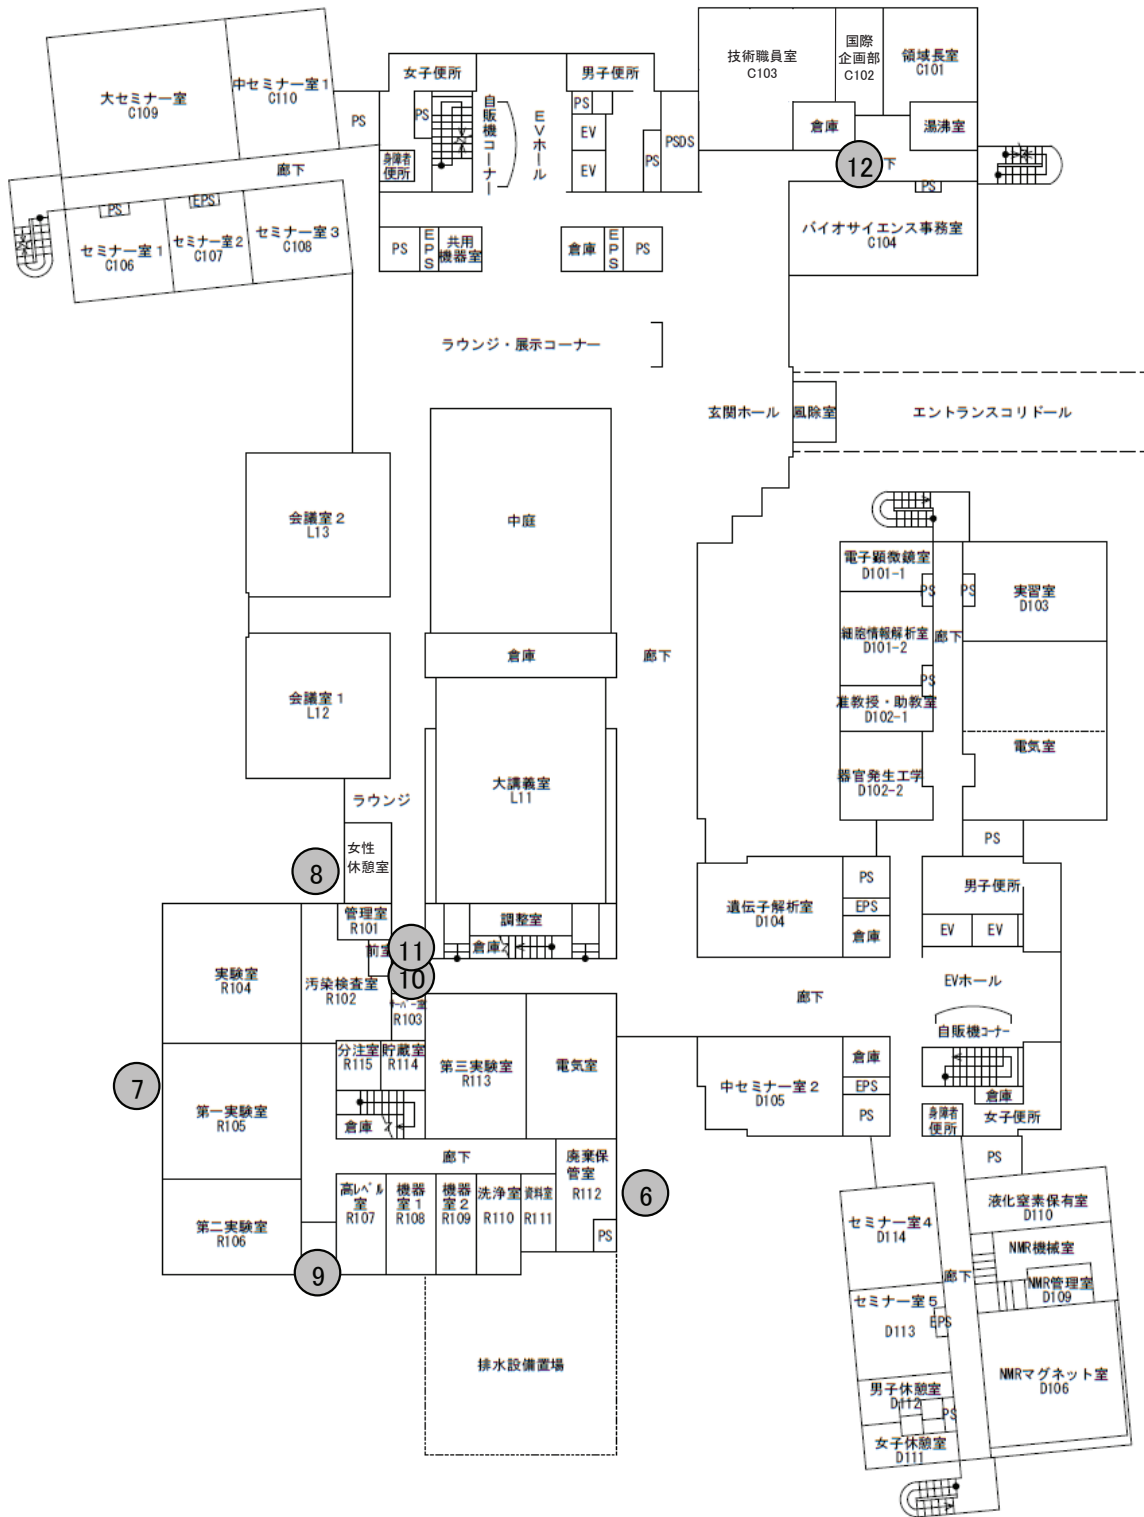 大セミナー室
C109
中セミナー室1
C110
PS
女子便所
PS
自販機コーナー
EVホール
男子便所
PS
EV
EV
PS
PSDS
技術職員室
C103
国際
企画部
C102
領域長室
C101
倉庫
湯沸室
12
下
PS
バイオサイエンス事務室
C104
身障者
便所
廊下
PS
EPS
セミナー室1
C106
セミナー室2
C107
セミナー室3
C108
PS
EPS
共用
機器室
倉庫
EPS
PS
ラウンジ・展示コーナー
玄関ホール
風除室
エントランスコリドール
会議室2
L13
中庭
電子顕微鏡室
D101-1
PS
PS
実習室
D103
細胞情報解析室
D101-2
廊下
倉庫
廊下
PS
准教授・助教室
D102-1
会議室1
L12
電気室
器官発生工学
D102-2
大講義室
L11
ラウンジ
女性
休憩室
8
PS
PS
EPS
倉庫
遺伝子解析室
D104
男子便所
EV
EV
管理室
R101
調整室
倉庫
前室
11
10
実験室
R104
汚染検査室
R102
R103
廊下
EVホール
自販機コーナー
分注室
R115
貯蔵室
R114
第三実験室
R113
電気室
倉庫
EPS
PS
中セミナー室2
D105
倉庫
身障者
便所
女子便所
PS
7
第一実験室
R105
倉庫
廊下
廃棄保
管室
R112
6
高レベル
室
R107
機器
室1
R108
機器
室2
R109
洗浄室
R110
資料室
R111
PS
第二実験室
R106
9
排水設備置場
液化窒素保有室
D110
セミナー室4
D114
NMR機械室
廊下
NMR管理室
D109
セミナー室5
D113
EPS
NMRマグネット室
D106
男子休憩室
D112
PS
女子休憩室
D111